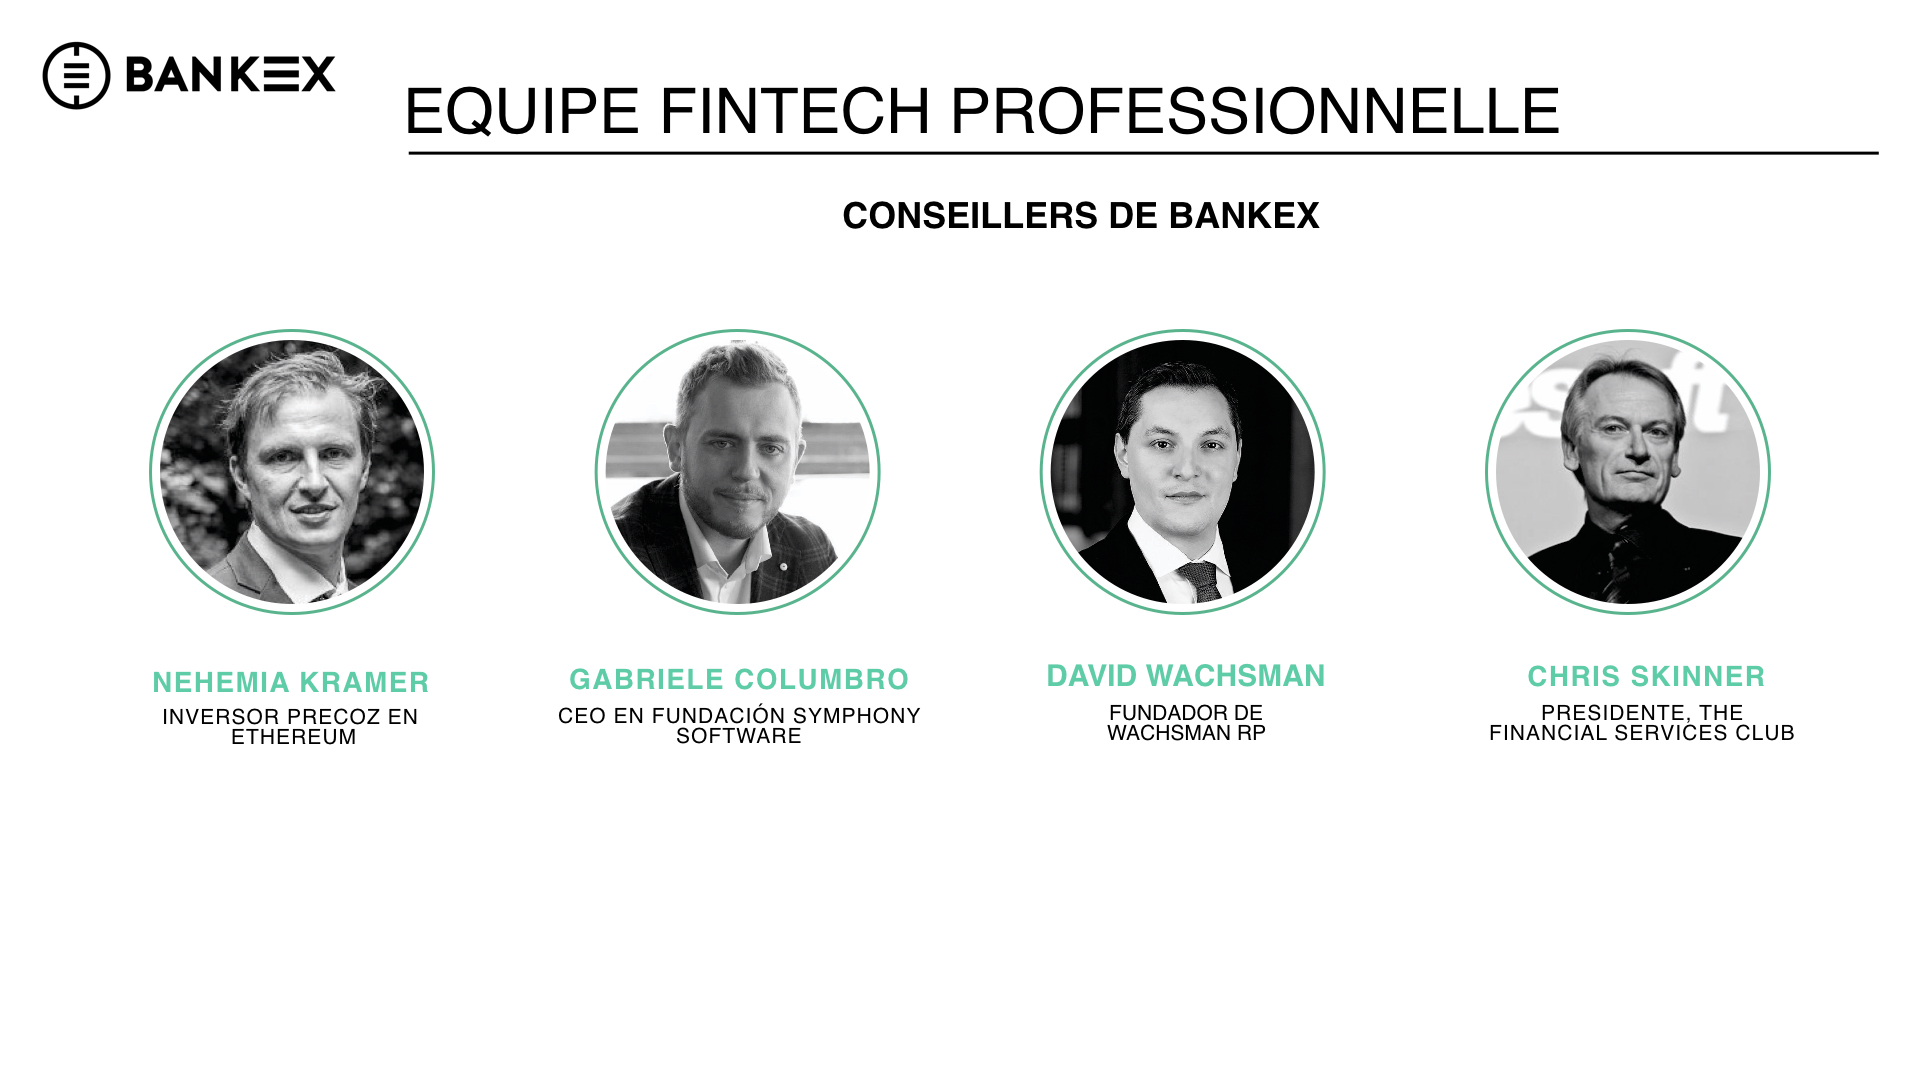 BANKEX
EQUIPE FINTECH PROFESSIONNELLE
CONSEILLERS DE BANKEX
NEHEMIA KRAMER
INVERSOR PRECOZ EN
ETHEREUM
GABRIELE COLUMBRO
CEO EN FUNDACIÓN SYMPHONY
SOFTWARE
DAVID WACHSMAN
FUNDADOR DE
WACHSMAN RP
CHRIS SKINNER
PRESIDENTE, THE
FINANCIAL SERVICES CLUB